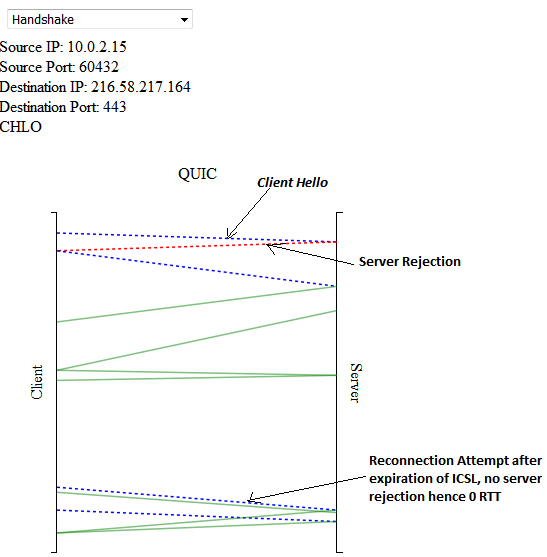 Handshake
Source IP: 10.0.2.15
Source Port: 60432
Destination IP: 216.58.217.164
Destination Port: 443
CHLO
QUIC
Client Hello
Server Rejection
Client
Server
Reconnection Attempt after
expiration of ICSL, no server
rejection hence 0 RTT